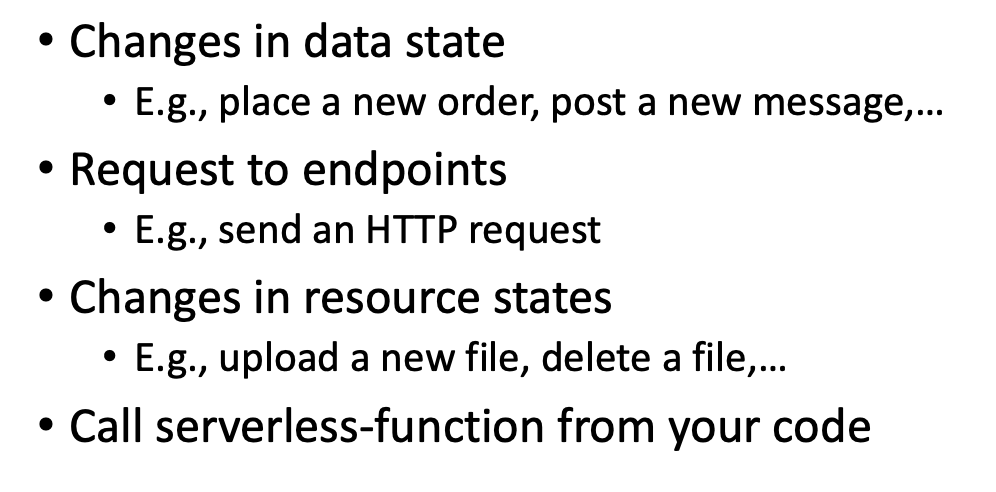 • Changes in data state
• E.g., place a new order, post a new message,...
• Request to endpoints
• E.g., send an HTTP request
• Changes in resource states
• E.g., upload a new file, delete a file,...
• Call serverless-function from your code